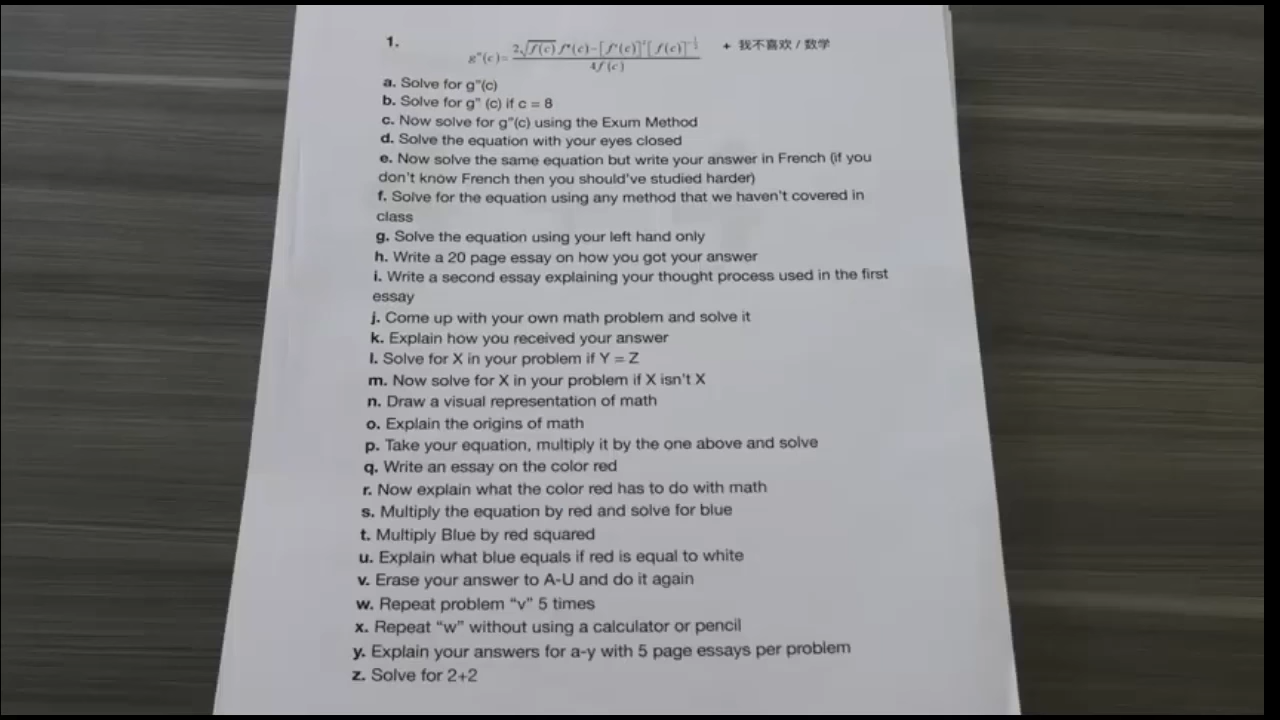 1.
g"(c)= 2√f(c) f"(c)-[f'(c)]²[f(c)]^-½ / 4f(c) + 我不喜欢 / 数学
a. Solve for g"(c)
b. Solve for g" (c) if c = 8
c. Now solve for g"(c) using the Exum Method
d. Solve the equation with your eyes closed
e. Now solve the same equation but write your answer in French (if you
don't know French then you should've studied harder)
f. Solve for the equation using any method that we haven't covered in
class
g. Solve the equation using your left hand only
h. Write a 20 page essay on how you got your answer
i. Write a second essay explaining your thought process used in the first
essay
j. Come up with your own math problem and solve it
k. Explain how you received your answer
l. Solve for X in your problem if Y = Z
m. Now solve for X in your problem if X isn't X
n. Draw a visual representation of math
o. Explain the origins of math
p. Take your equation, multiply it by the one above and solve
q. Write an essay on the color red
r. Now explain what the color red has to do with math
s. Multiply the equation by red and solve for blue
t. Multiply Blue by red squared
u. Explain what blue equals if red is equal to white
v. Erase your answer to A-U and do it again
w. Repeat problem “v” 5 times
x. Repeat “w” without using a calculator or pencil
y. Explain your answers for a-y with 5 page essays per problem
z. Solve for 2+2